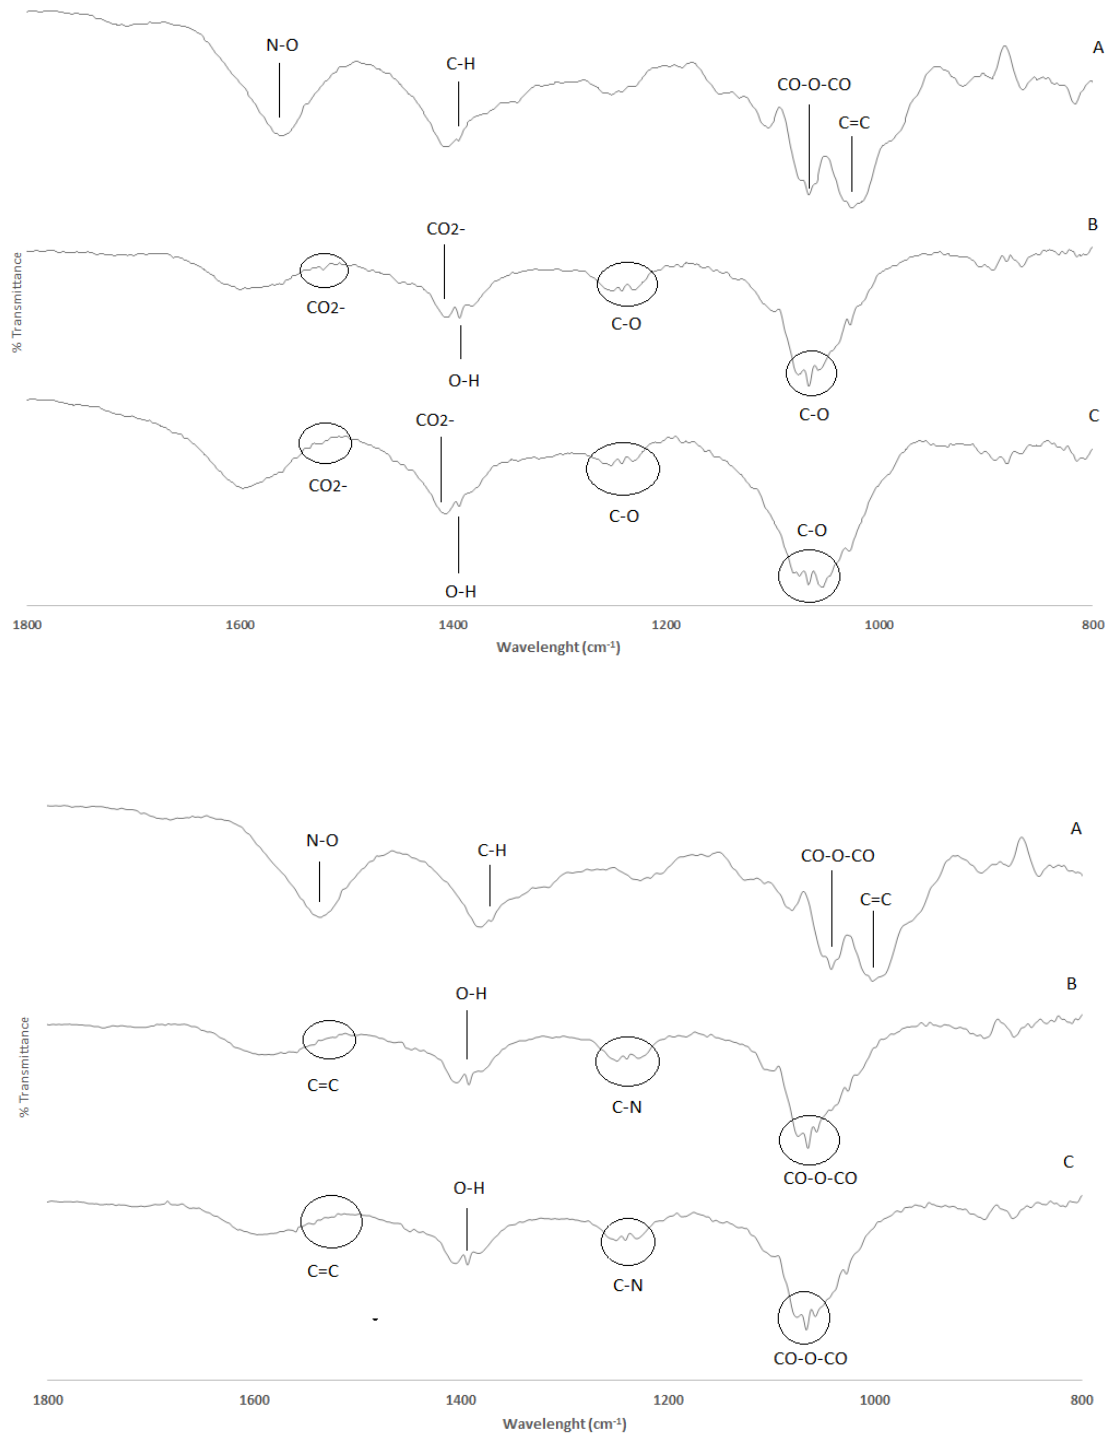 N-O
C-H
A
CO-O-CO
C=C
CO2-
B
CO2-
C-O
O-H
C-O
CO2-
C
CO2-
C-O
C-O
O-H
% Transmittance
1800 1600 1400 1200 1000 800
Wavelenght (cm⁻¹)
N-O
C-H
CO-O-CO
A
C=C
O-H
B
C=C
C-N
CO-O-CO
O-H
C
C=C
C-N
CO-O-CO
% Transmittance
1800 1600 1400 1200 1000 800
Wavelenght (cm⁻¹)